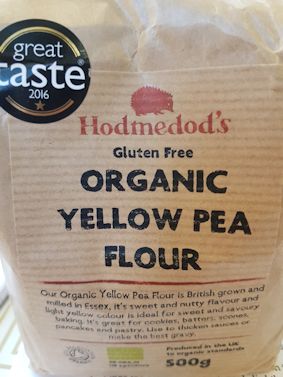 great
taste
2016
Hodmedod's
Gluten Free
ORGANIC
YELLOW PEA
FLOUR
Our Organic Yellow Pea Flour is British grown and
milled in Essex, it's sweet and nutty flavour and
light yellow colour is ideal for sweet and savoury
baking. It's great for cookies, batters, scones,
pancakes and pastry. Use to thicken sauces or
make the best gravy.
Produced in the UK
to organic standards
500g